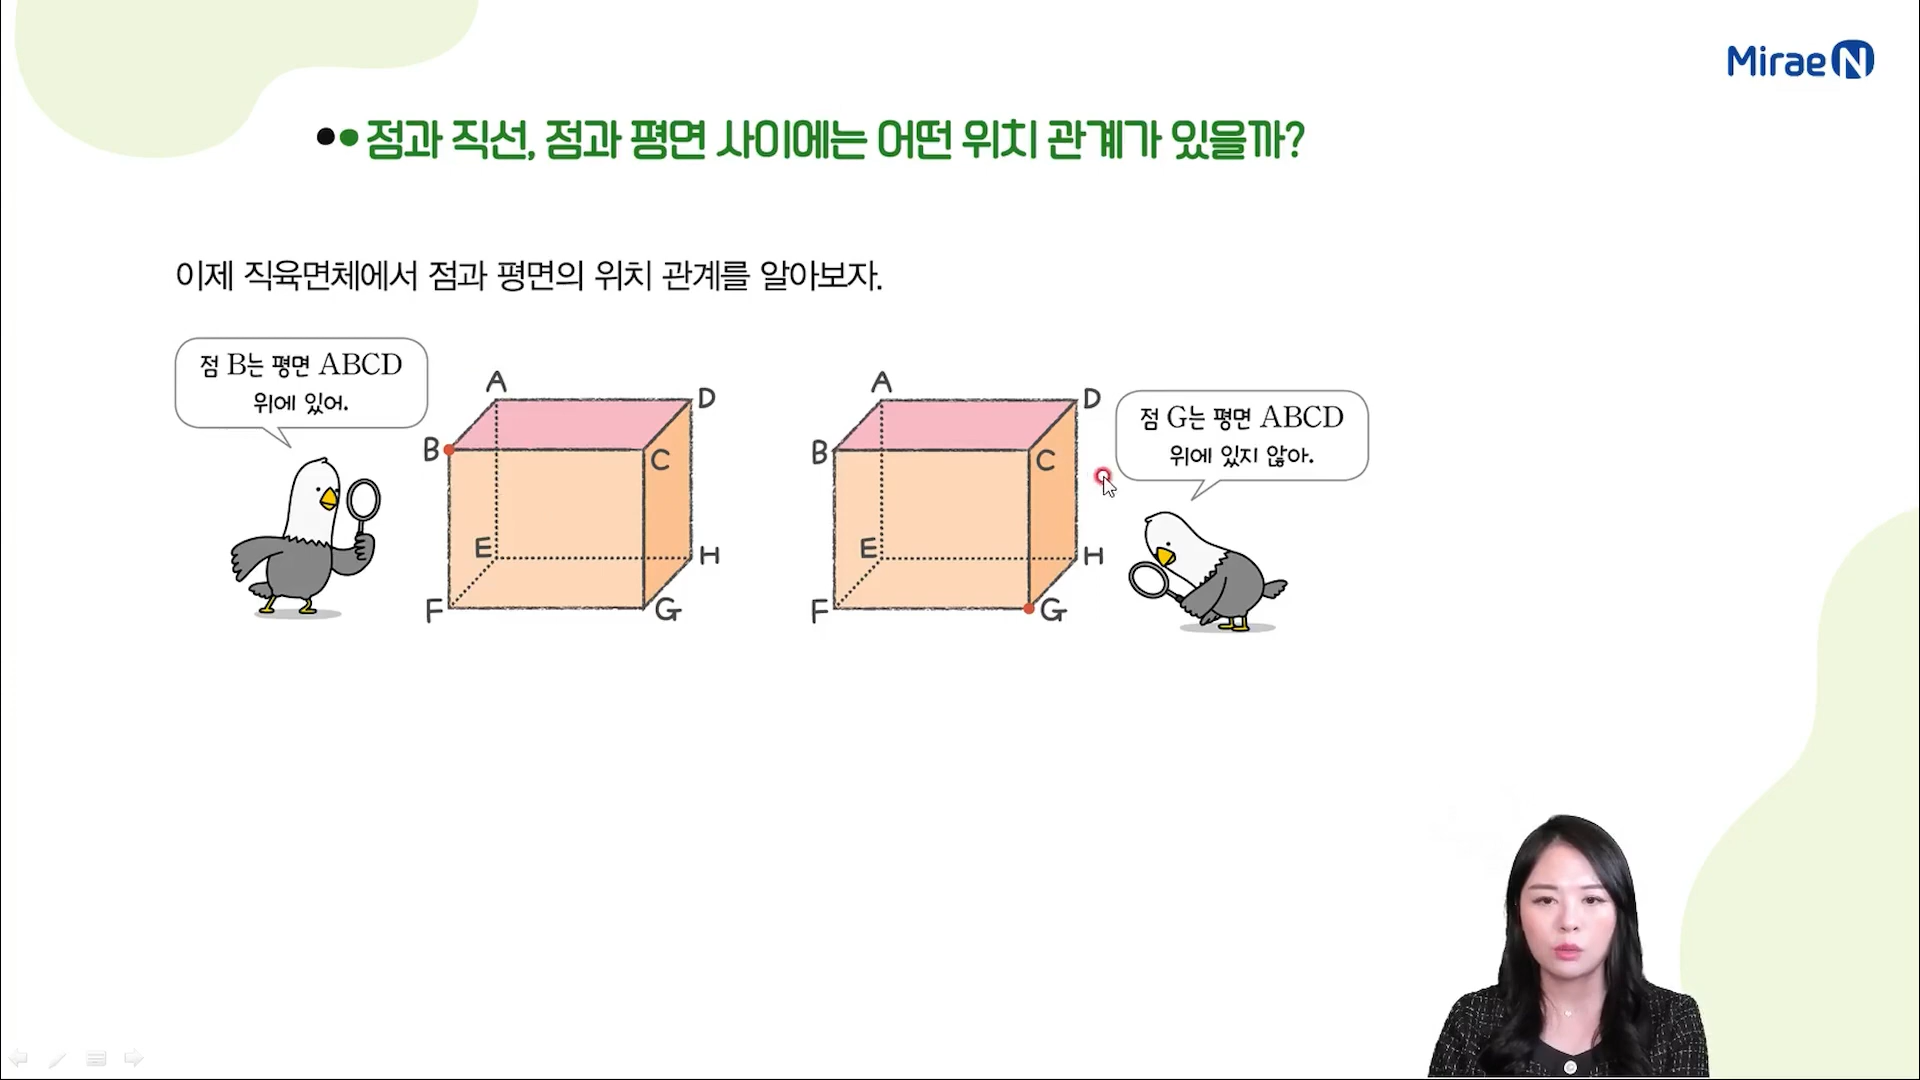 Mirae N
점과 직선, 점과 평면 사이에는 어떤 위치 관계가 있을까?
이제 직육면체에서 점과 평면의 위치 관계를 알아보자.
점 B는 평면 ABCD
위에 있어.
A
D
B
C
E
H
F
G
A
D
B
C
E
H
F
G
점 G는 평면 ABCD
위에 있지 않아.